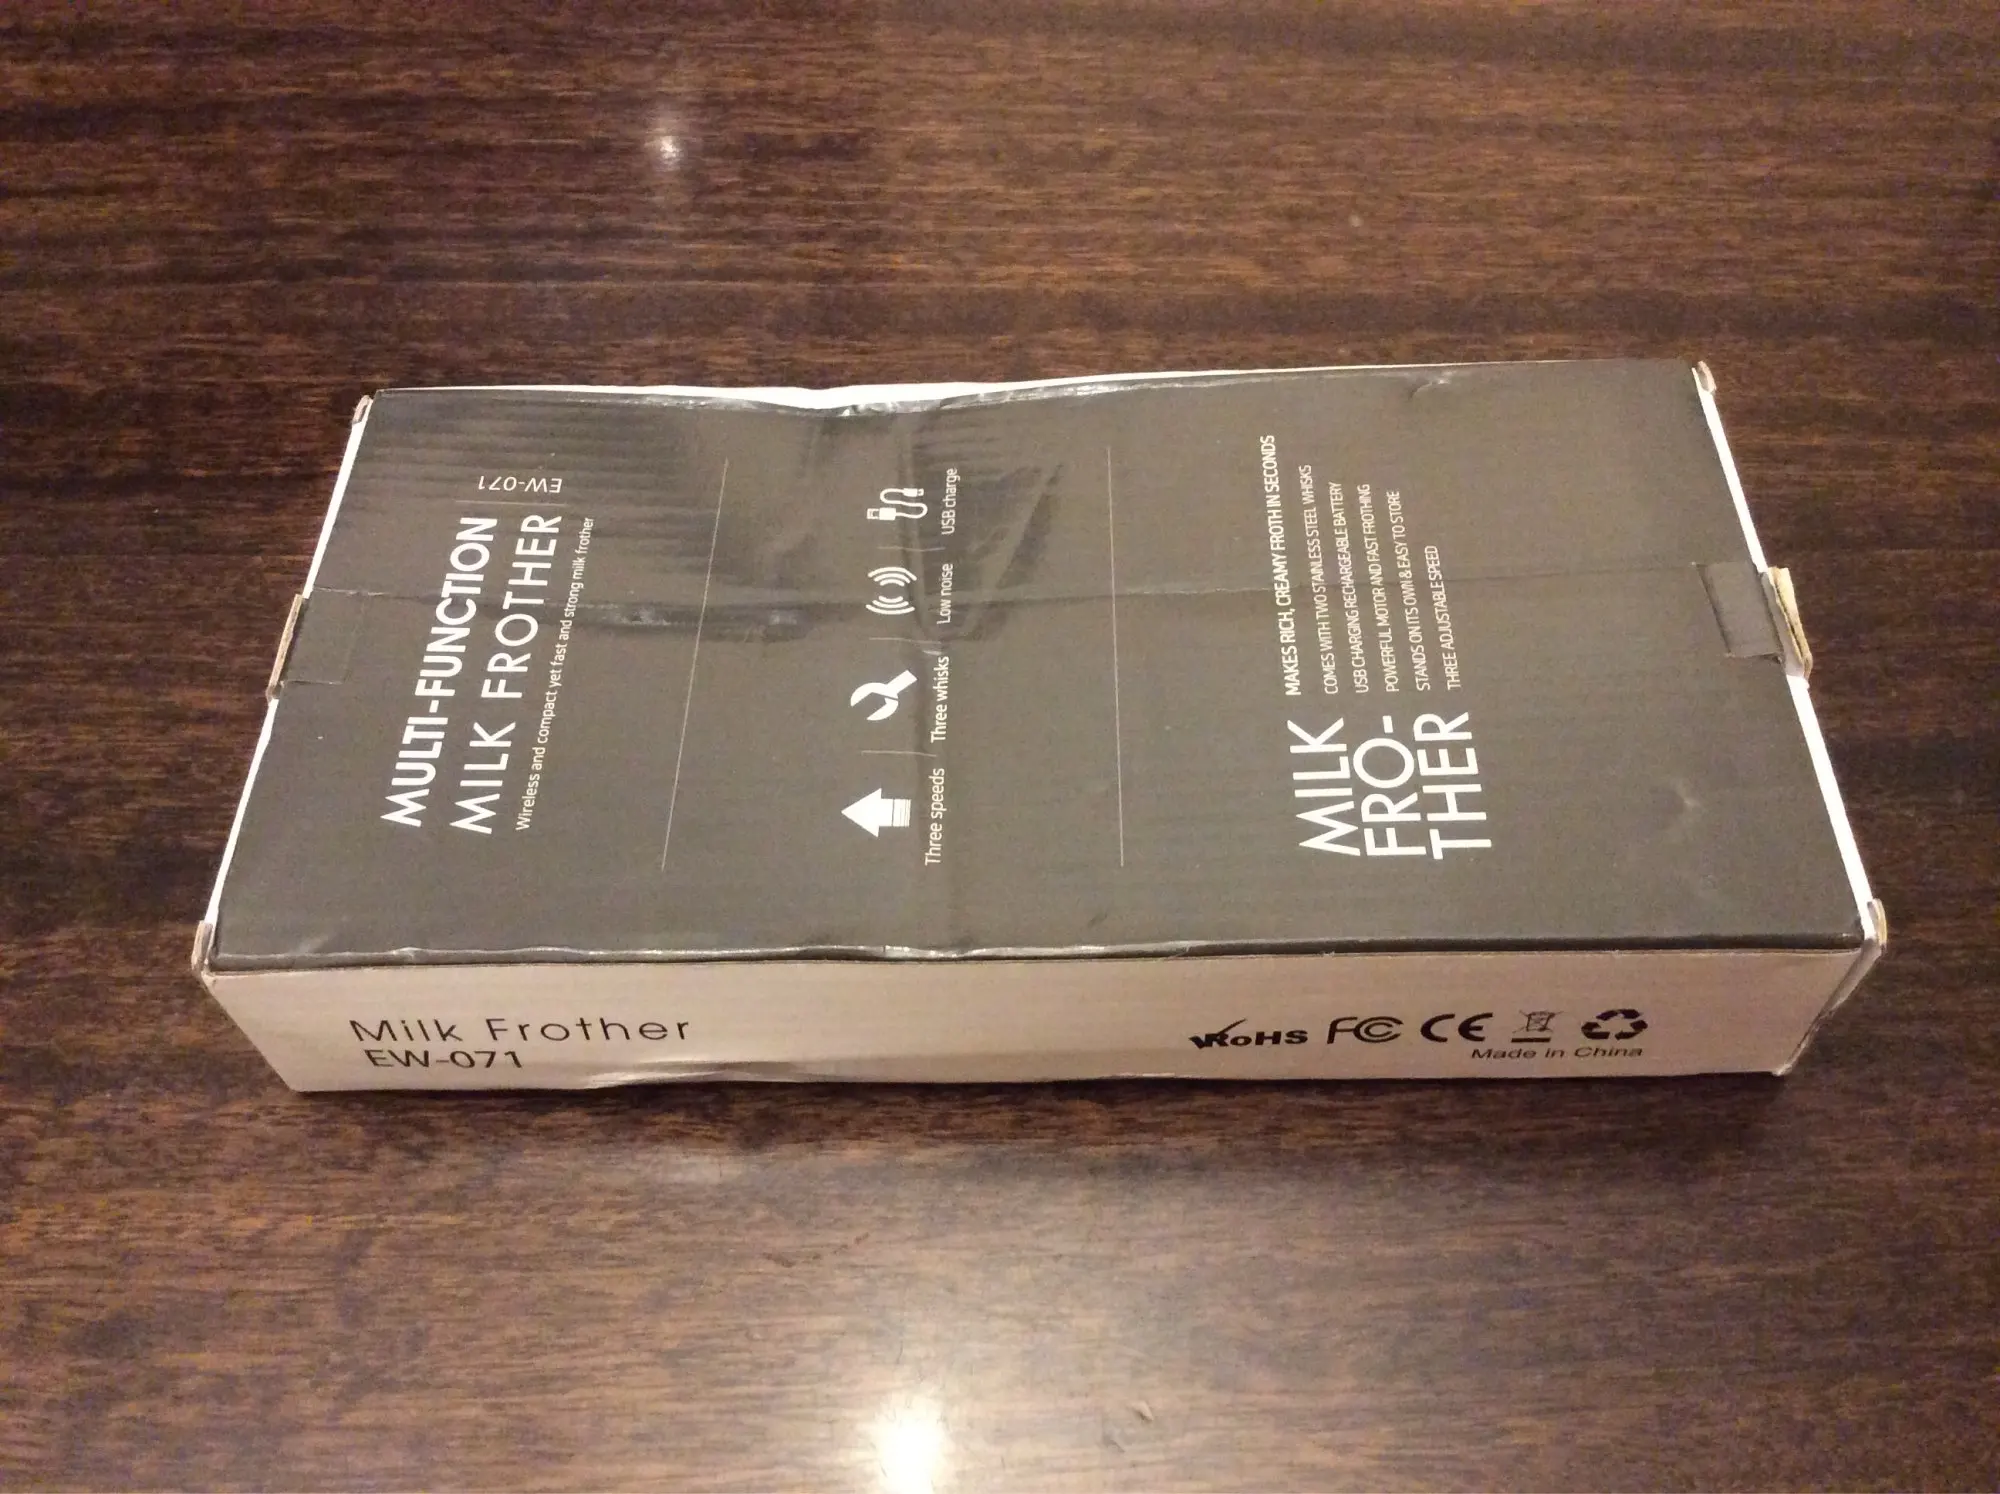 MULTI-FUNCTION
MILK FROTHER
EW-071
Wireless and compact yet fast and strong milk frother
Three speeds
Three whisks
Low noise
USB charge
MILK
FRO-
THER
MAKES RICH, CREAMY FROTH IN SECONDS
COMES WITH TWO STAINLESS STEEL WHISKS
USB CHARGING RECHARGEABLE BATTERY
POWERFUL MOTOR AND FAST FROTHING
STANDS ON ITS OWN & EASY TO STORE
THREE ADJUSTABLE SPEED
Milk Frother
EW-071
RoHS FC CE
Made in China